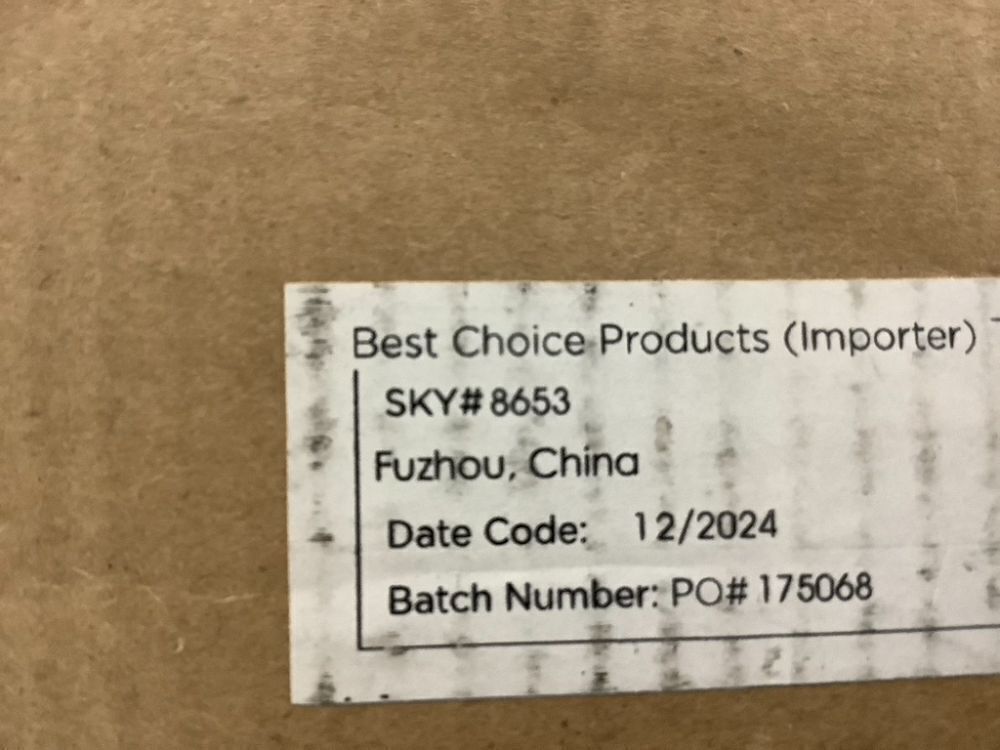 Best Choice Products (Importer)
SKY# 8653
Fuzhou, China
Date Code: 12/2024
Batch Number: PO# 175068